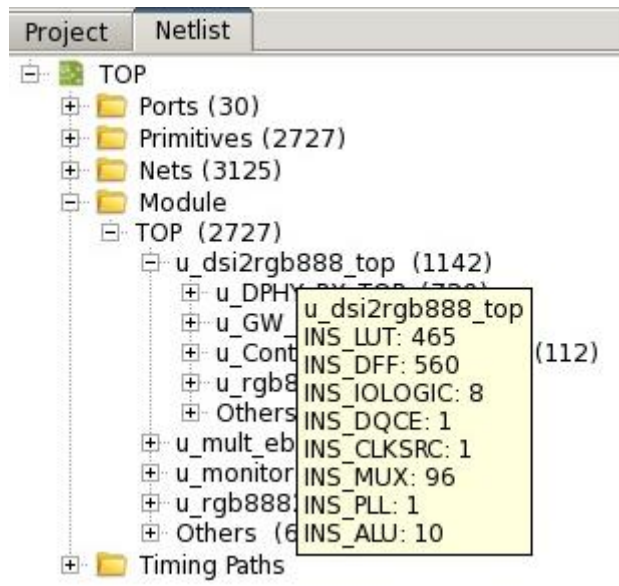 Project Netlist
TOP
Ports (30)
Primitives (2727)
Nets (3125)
Module
TOP (2727)
u_dsi2rgb888_top (1142)
u_DPHY_RX_TOP
u_dsi2rgb888_top
u_GW_
INS_LUT: 465
u_Cont
INS_DFF: 560
(112)
u_rgb8
INS_IOLOGIC: 8
Others
INS_DQCE: 1
u_mult_eb
INS_CLKSRC: 1
u_monitor
INS_MUX: 96
u_rgb888
INS_PLL: 1
Others (6
INS_ALU: 10
Timing Paths